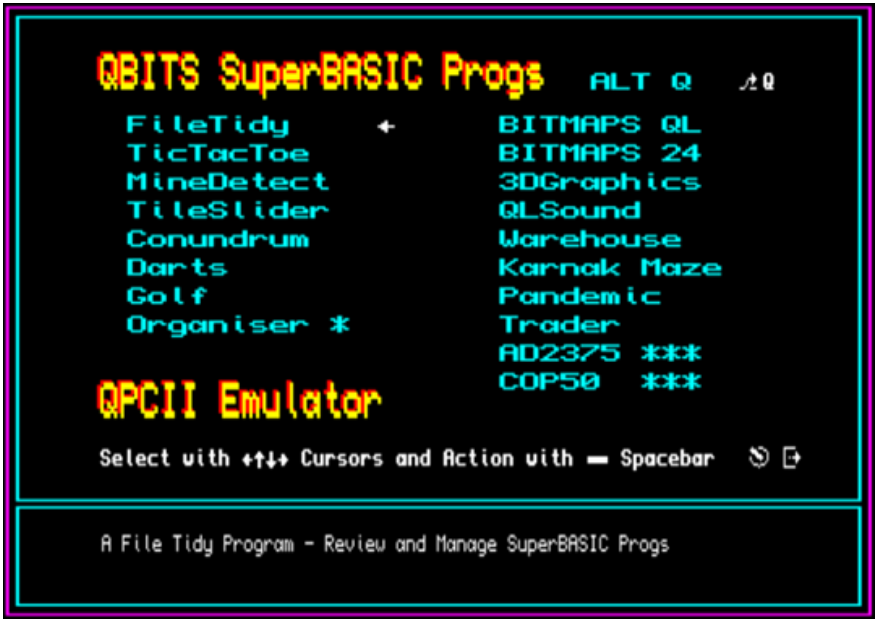 QBITS SuperBASIC Progs ALT Q Q
FileTidy ← BITMAPS QL
TicTacToe BITMAPS 24
MineDetect 3DGraphics
TileSlider QLSound
Conundrum Warehouse
Darts Karnak Maze
Golf Pandemic
Organiser * Trader
AD2375 ***
COP50 ***
QPCII Emulator
Select with ←↑↓→ Cursors and Action with ▬ Spacebar
A File Tidy Program - Review and Manage SuperBASIC Progs